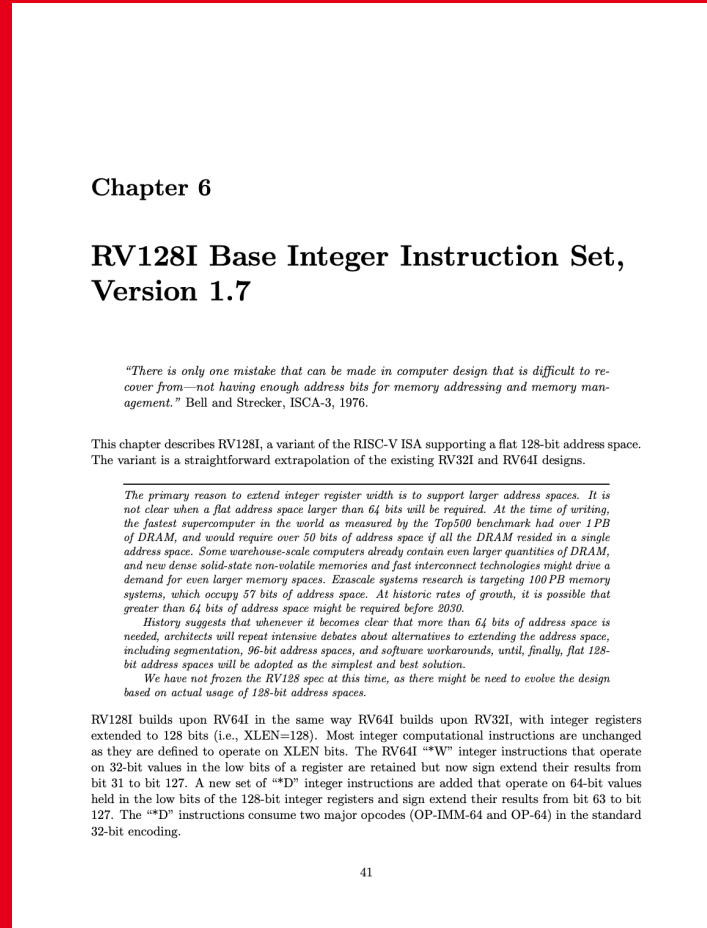 Chapter 6
RV128I Base Integer Instruction Set,
Version 1.7
“There is only one mistake that can be made in computer design that is difficult to re-
cover from—not having enough address bits for memory addressing and memory man-
agement.” Bell and Strecker, ISCA-3, 1976.
This chapter describes RV128I, a variant of the RISC-V ISA supporting a flat 128-bit address space.
The variant is a straightforward extrapolation of the existing RV32I and RV64I designs.
The primary reason to extend integer register width is to support larger address spaces. It is
not clear when a flat address space larger than 64 bits will be required. At the time of writing,
the fastest supercomputer in the world as measured by the Top500 benchmark had over 1 PB
of DRAM, and would require over 50 bits of address space if all the DRAM resided in a single
address space. Some warehouse-scale computers already contain even larger quantities of DRAM,
and new dense solid-state non-volatile memories and fast interconnect technologies might drive a
demand for even larger memory spaces. Exascale systems research is targeting 100 PB memory
systems, which occupy 57 bits of address space. At historic rates of growth, it is possible that
greater than 64 bits of address space might be required before 2030.
History suggests that whenever it becomes clear that more than 64 bits of address space is
needed, architects will repeat intensive debates about alternatives to extending the address space,
including segmentation, 96-bit address spaces, and software workarounds, until, finally, flat 128-
bit address spaces will be adopted as the simplest and best solution.
We have not frozen the RV128 spec at this time, as there might be need to evolve the design
based on actual usage of 128-bit address spaces.
RV128I builds upon RV64I in the same way RV64I builds upon RV32I, with integer registers
extended to 128 bits (i.e., XLEN=128). Most integer computational instructions are unchanged
as they are defined to operate on XLEN bits. The RV64I “*W” integer instructions that operate
on 32-bit values in the low bits of a register are retained but now sign extend their results from
bit 31 to bit 127. A new set of “*D” integer instructions are added that operate on 64-bit values
held in the low bits of the 128-bit integer registers and sign extend their results from bit 63 to bit
127. The “*D” instructions consume two major opcodes (OP-IMM-64 and OP-64) in the standard
32-bit encoding.
41